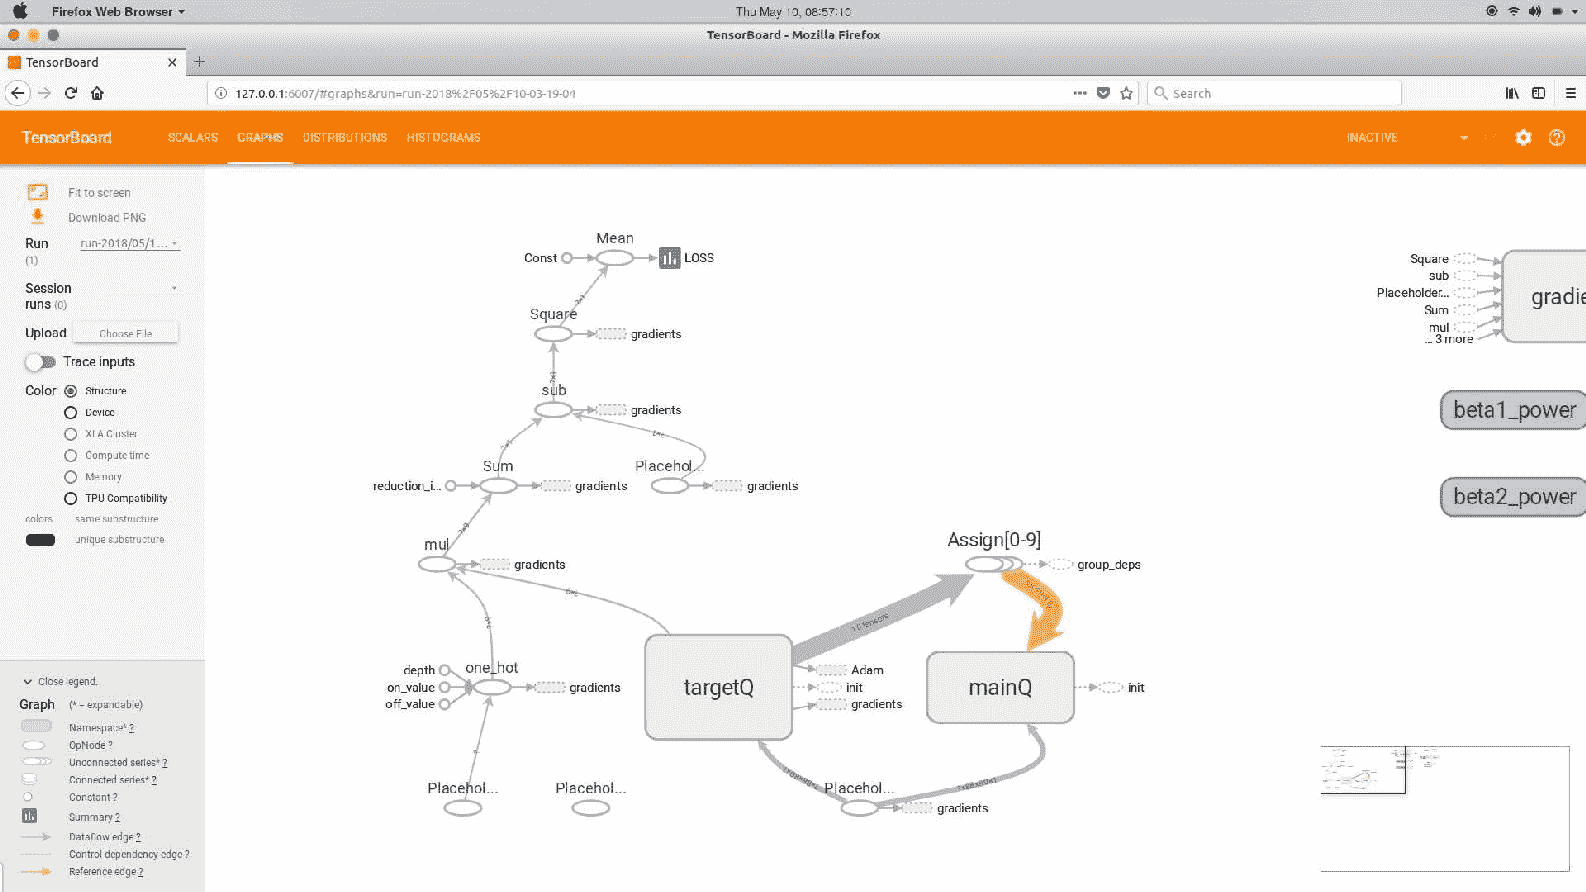 Firefox Web Browser
Thu May 10, 08:57:10
TensorBoard - Mozilla Firefox
TensorBoard
127.0.0.1:6007/#graphs&run=run-2018%2F05%2F10-03-19-04
Search
TensorBoard
SCALARS
GRAPHS
DISTRIBUTIONS
HISTOGRAMS
INACTIVE
Fit to screen
Download PNG
Run
(1)
run-2018/05/1...
Session
runs (0)
Upload
Choose File
Trace inputs
Color
Structure
Device
XLA Cluster
Compute time
Memory
TPU Compatibility
colors
same substructure
unique substructure
Close legend.
Graph
(* = expandable)
Namespace* ?
OpNode ?
Unconnected series* ?
Connected series* ?
Constant ?
Summary ?
Dataflow edge ?
Control dependency edge ?
Reference edge ?
Mean
Const
LOSS
Square
gradients
sub
gradients
Sum
Placehol...
reduction_i...
gradients
gradients
mul
gradients
Assign[0-9]
group_deps
10 tensors
depth
one_hot
on_value
gradients
off_value
targetQ
Adam
init
gradients
mainQ
init
Placehol...
Placehol...
Placehol...
gradients
Square
sub
Placeholder...
Sum
mul
... 3 more
gradie
beta1_power
beta2_power